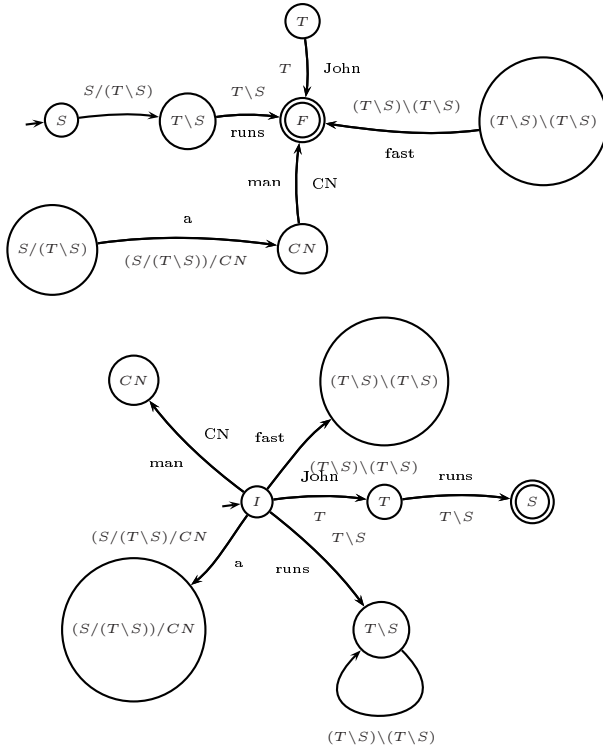 T
T John
S/(T\S) T\S (T\S)\(T\S)
S T\S F (T\S)\(T\S)
runs fast
man CN
a
S/(T\S) CN
(S/(T\S))/CN
CN (T\S)\(T\S)
CN fast
man
(T\S)\(T\S)
John runs
I T S
T T\S
(S/(T\S)/CN T\S
a runs
(S/(T\S))/CN T\S
(T\S)\(T\S)